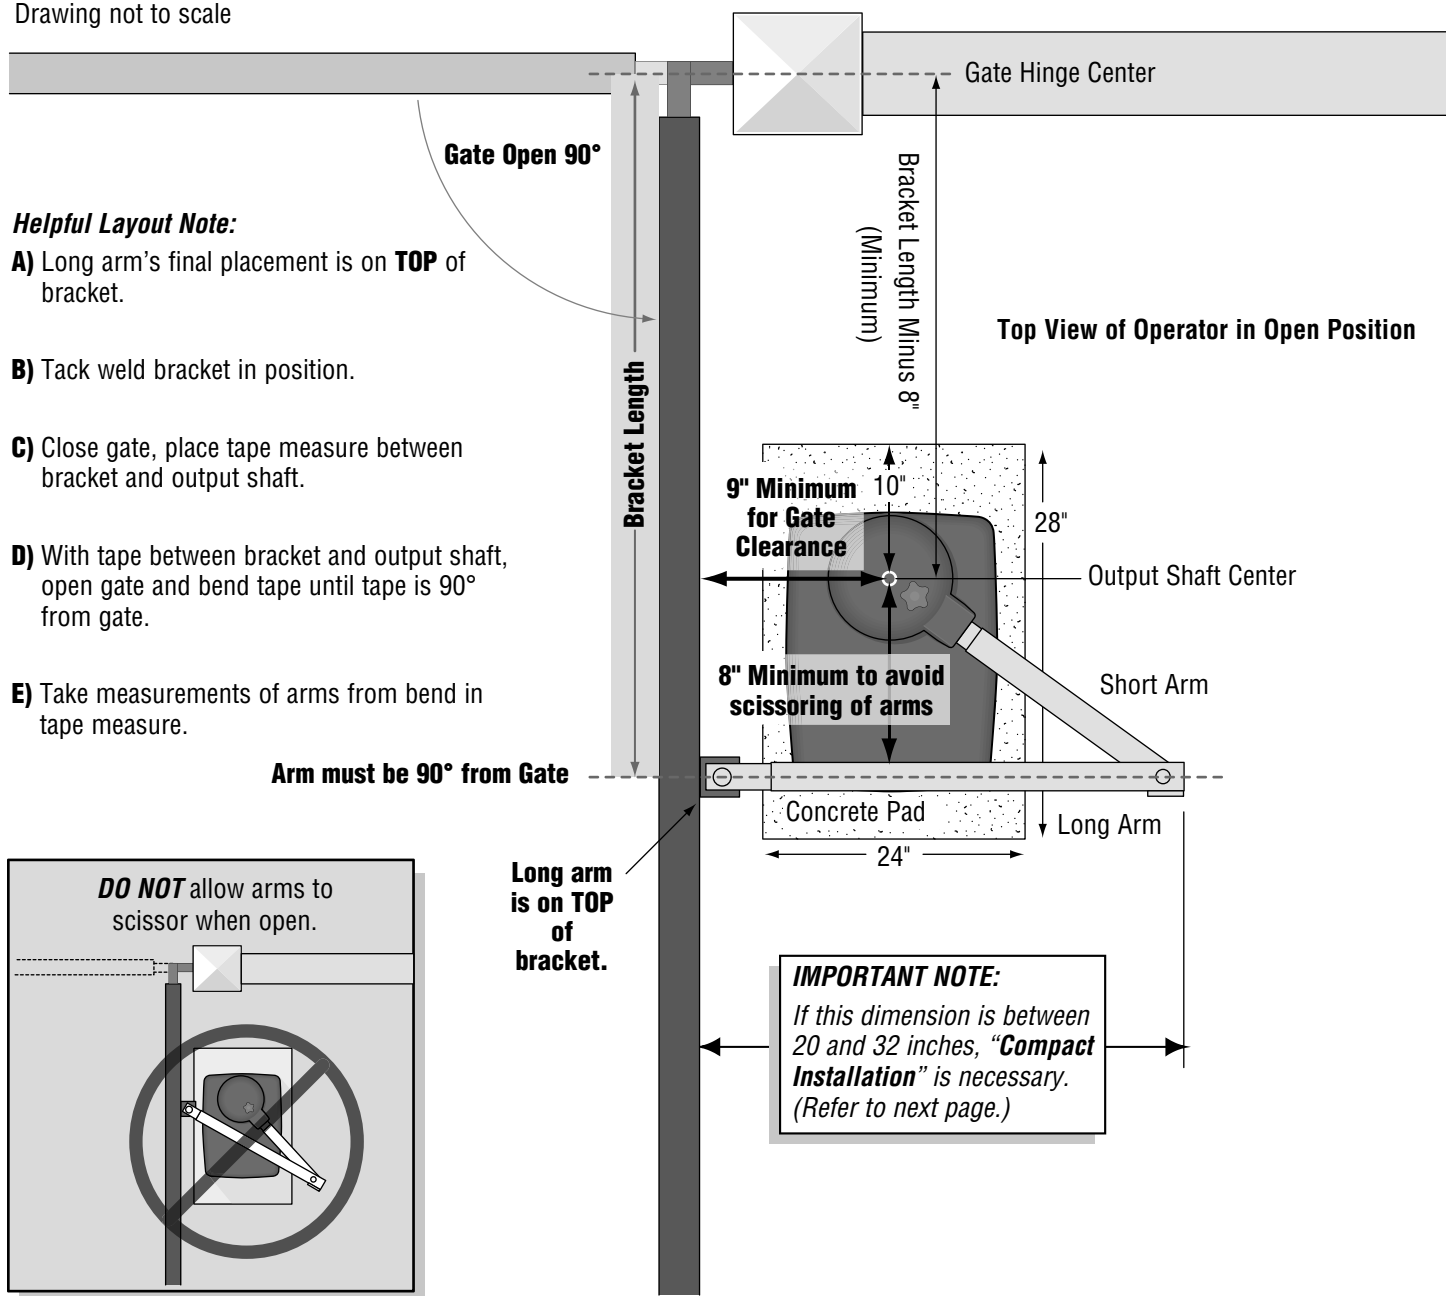 Drawing not to scale
Gate Hinge Center
Gate Open 90°
Bracket Length Minus 8"
(Minimum)
Helpful Layout Note:
A) Long arm’s final placement is on TOP of
bracket.
Top View of Operator in Open Position
B) Tack weld bracket in position.
Bracket Length
C) Close gate, place tape measure between
bracket and output shaft.
9" Minimum
for Gate
Clearance
10"
28"
D) With tape between bracket and output shaft,
open gate and bend tape until tape is 90°
from gate.
Output Shaft Center
8" Minimum to avoid
scissoring of arms
Short Arm
E) Take measurements of arms from bend in
tape measure.
Arm must be 90° from Gate
Concrete Pad
Long Arm
24"
Long arm
is on TOP
of
bracket.
DO NOT allow arms to
scissor when open.
IMPORTANT NOTE:
If this dimension is between
20 and 32 inches, “Compact
Installation” is necessary.
(Refer to next page.)